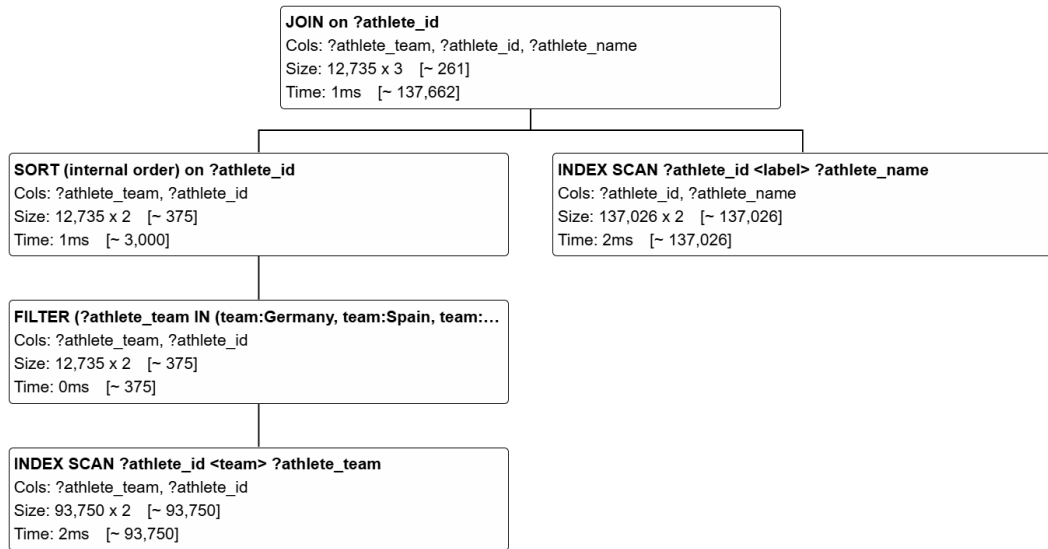 JOIN on ?athlete_id
Cols: ?athlete_team, ?athlete_id, ?athlete_name
Size: 12,735 x 3 [~ 261]
Time: 1ms [~ 137,662]
SORT (internal order) on ?athlete_id
Cols: ?athlete_team, ?athlete_id
Size: 12,735 x 2 [~ 375]
Time: 1ms [~ 3,000]
INDEX SCAN ?athlete_id <label> ?athlete_name
Cols: ?athlete_id, ?athlete_name
Size: 137,026 x 2 [~ 137,026]
Time: 2ms [~ 137,026]
FILTER (?athlete_team IN (team:Germany, team:Spain, team:...
Cols: ?athlete_team, ?athlete_id
Size: 12,735 x 2 [~ 375]
Time: 0ms [~ 375]
INDEX SCAN ?athlete_id <team> ?athlete_team
Cols: ?athlete_team, ?athlete_id
Size: 93,750 x 2 [~ 93,750]
Time: 2ms [~ 93,750]